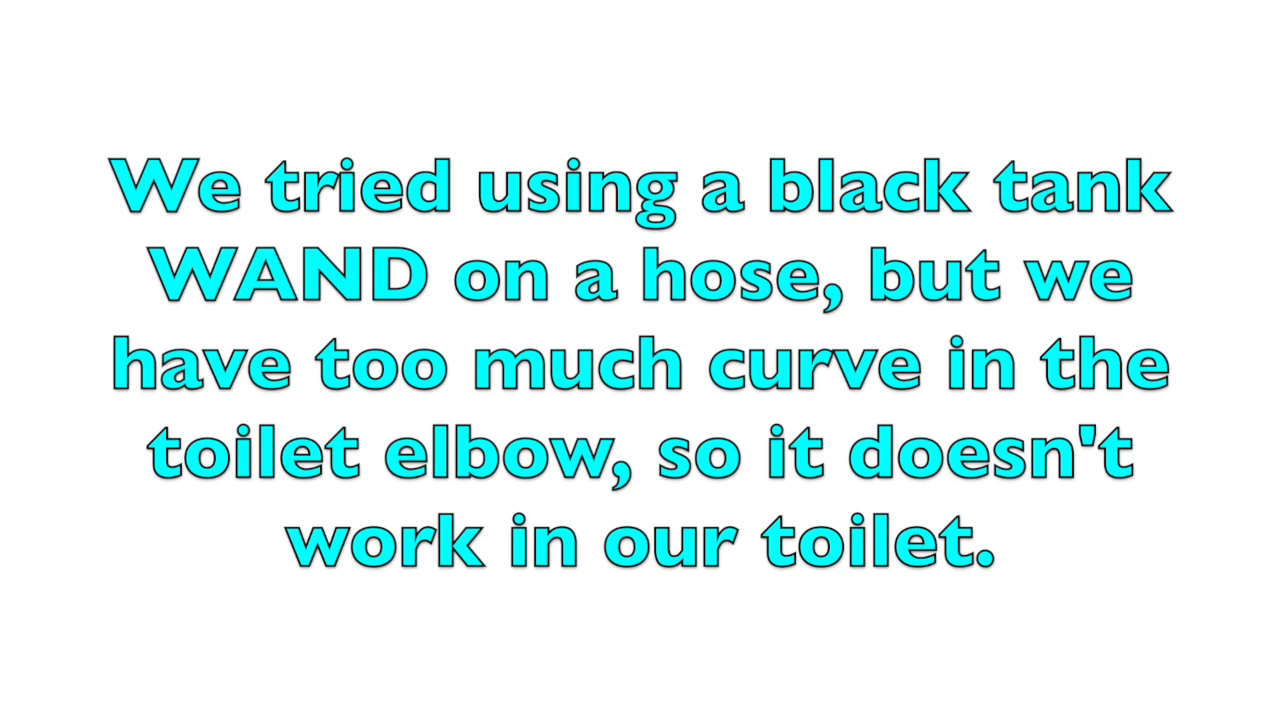 We tried using a black tank
WAND on a hose, but we
have too much curve in the
toilet elbow, so it doesn't
work in our toilet.